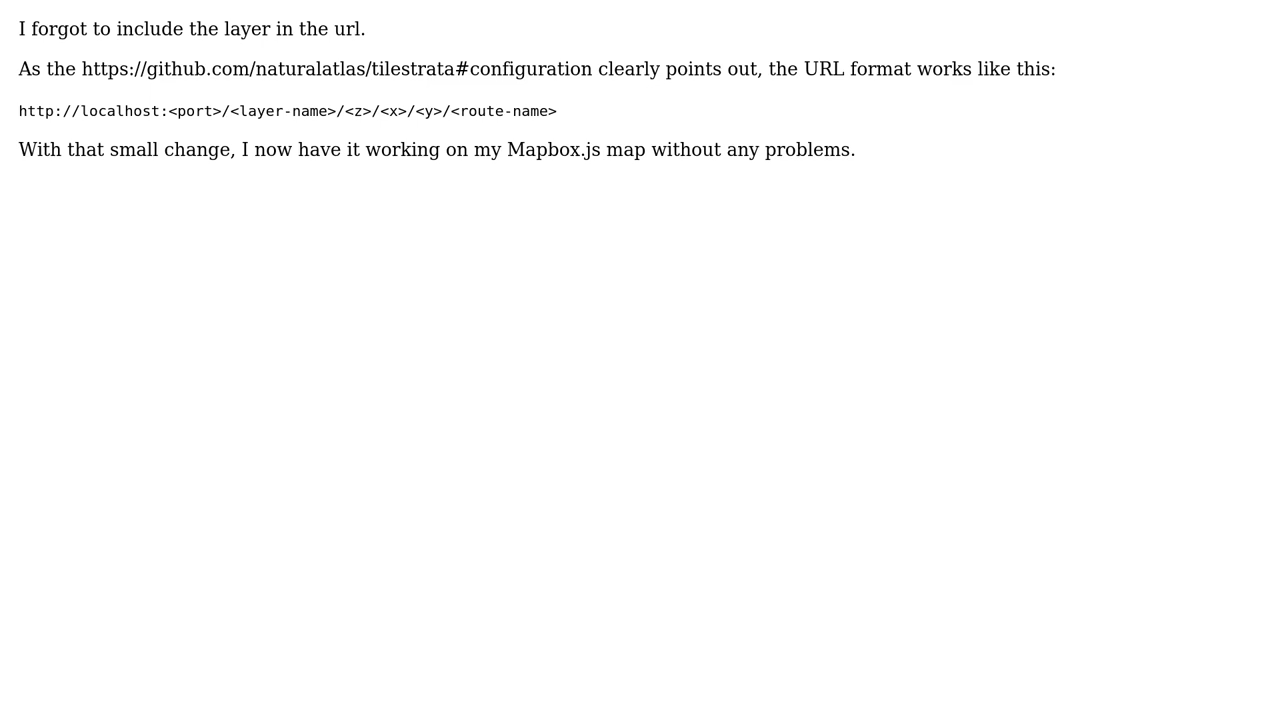 I forgot to include the layer in the url.
As the https://github.com/naturalatlas/tilestrata#configuration clearly points out, the URL format works like this:
http://localhost:<port>/<layer-name>/<z>/<x>/<y>/<route-name>
With that small change, I now have it working on my Mapbox.js map without any problems.